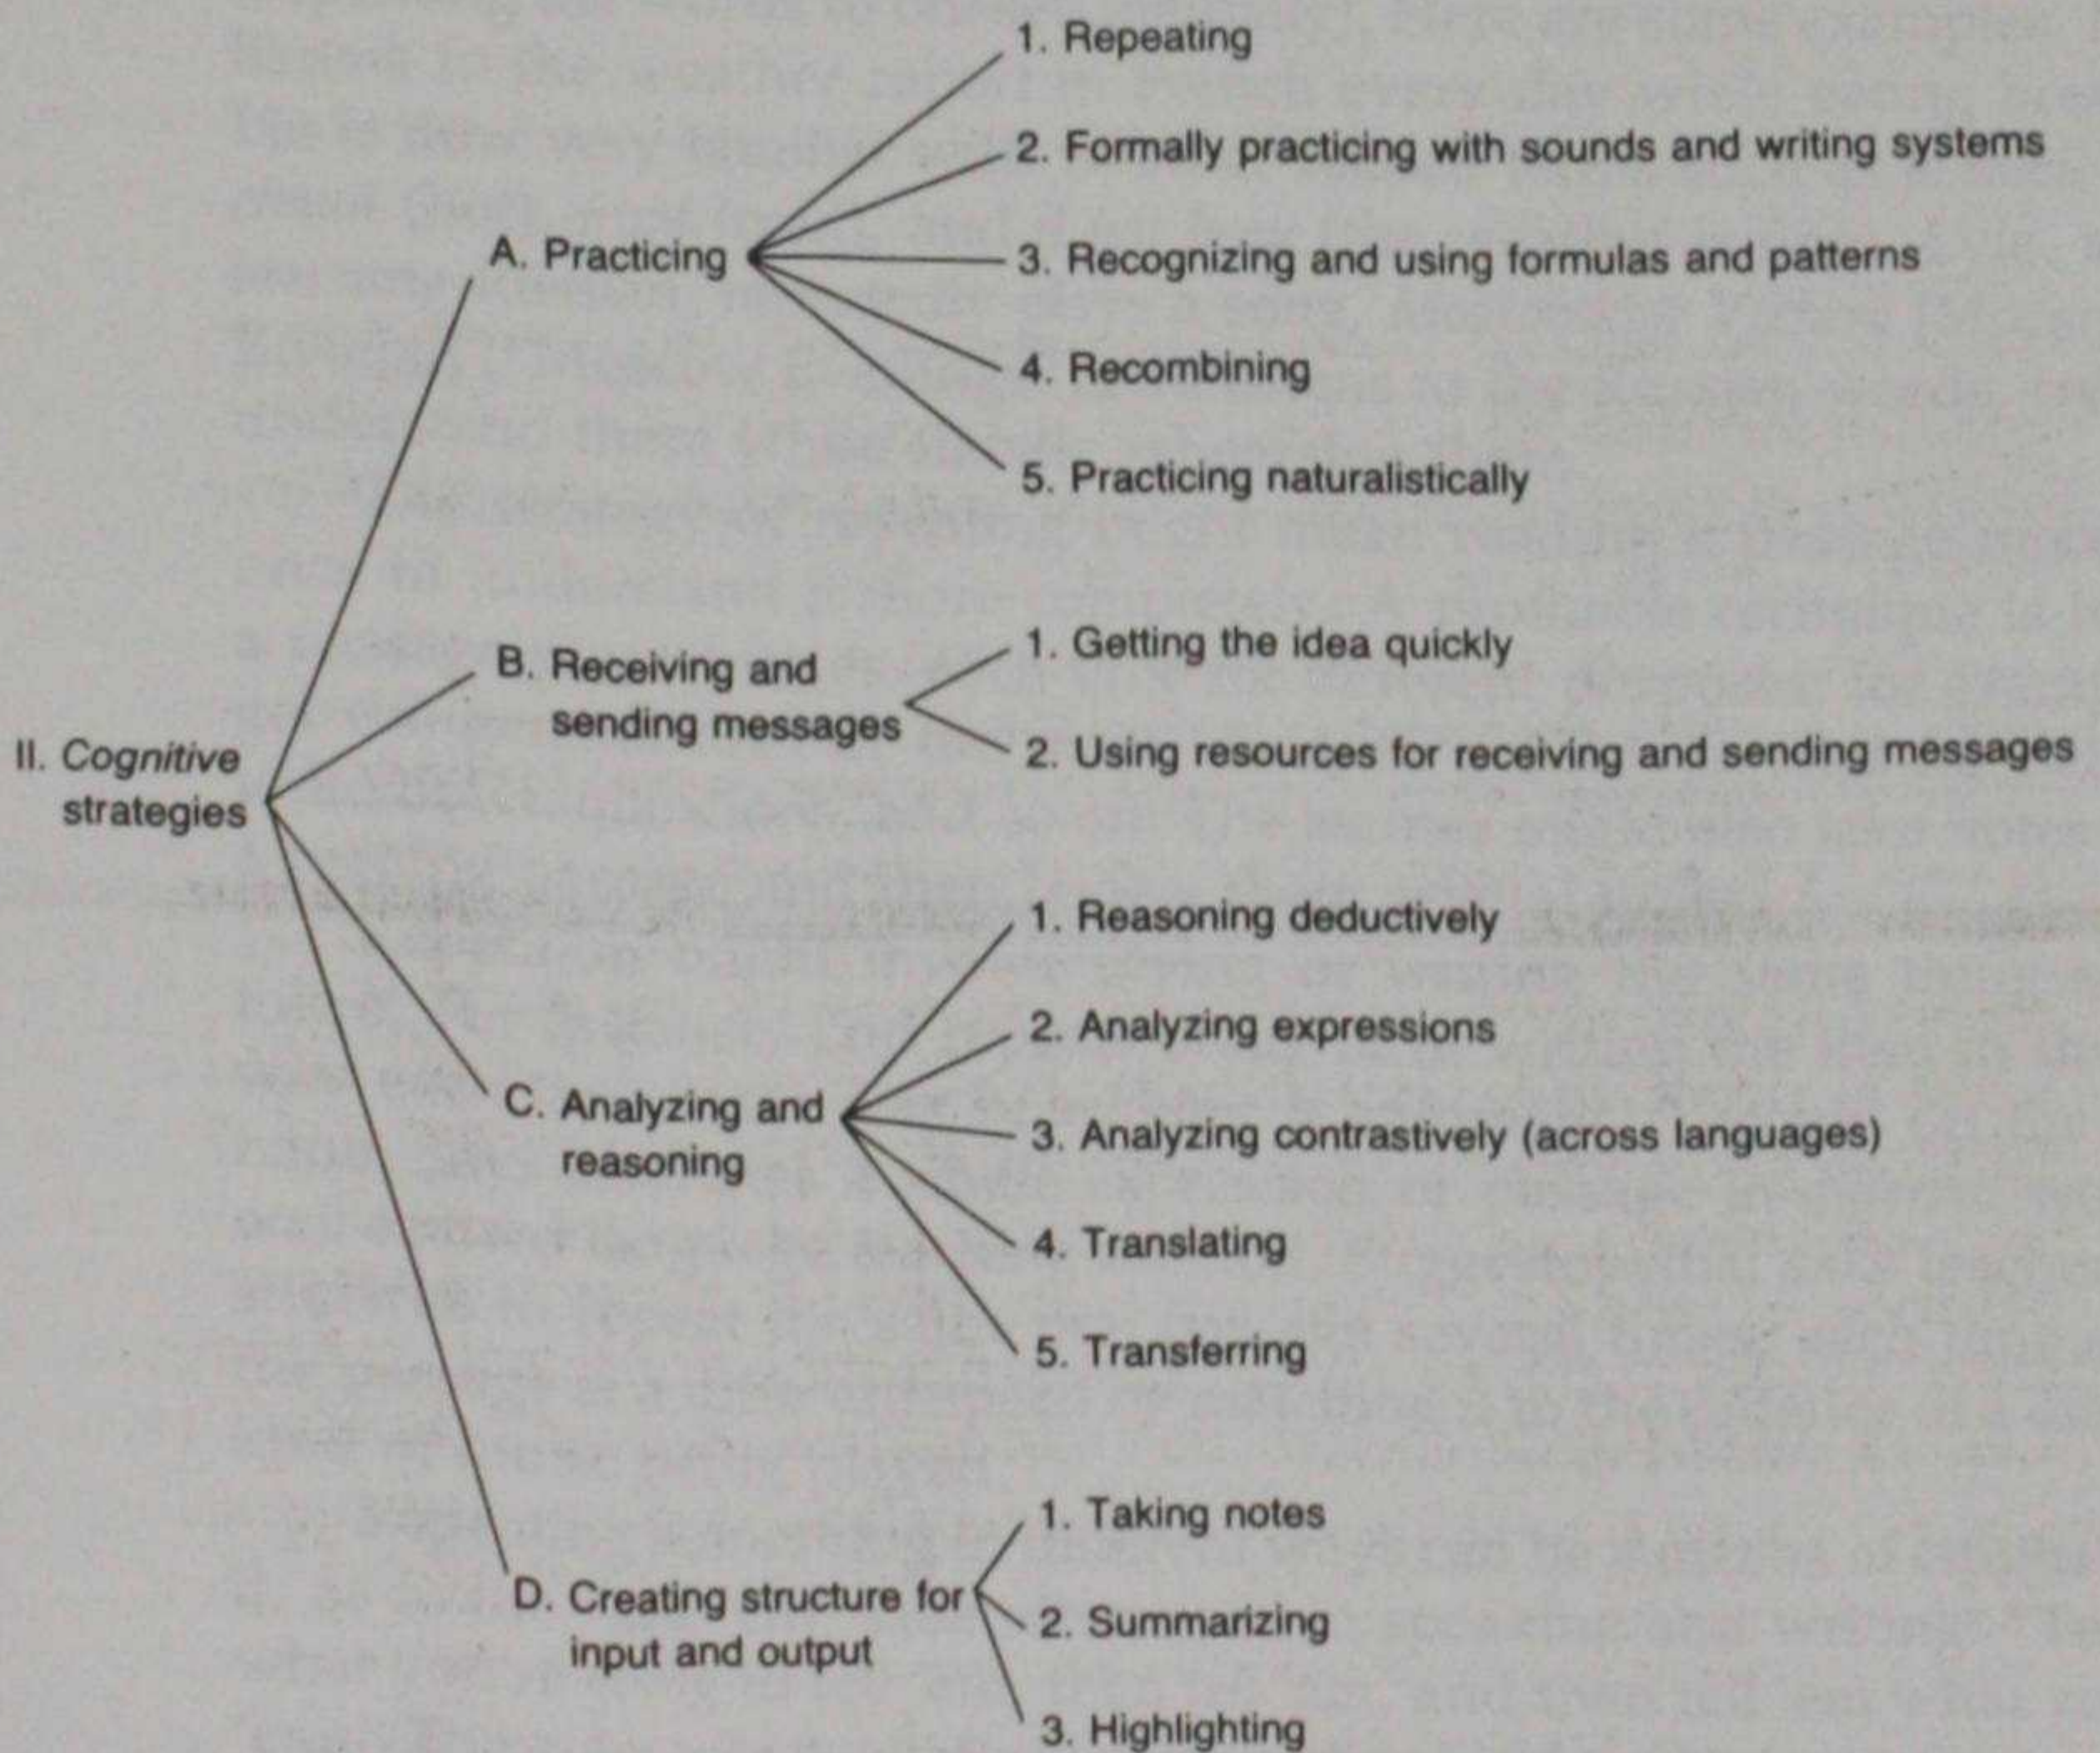 1. Repeating
2. Formally practicing with sounds and writing systems
A. Practicing
3. Recognizing and using formulas and patterns
4. Recombining
5. Practicing naturalistically
II. Cognitive
strategies
B. Receiving and
sending messages
1. Getting the idea quickly
2. Using resources for receiving and sending messages
C. Analyzing and
reasoning
1. Reasoning deductively
2. Analyzing expressions
3. Analyzing contrastively (across languages)
4. Translating
5. Transferring
D. Creating structure for
input and output
1. Taking notes
2. Summarizing
3. Highlighting